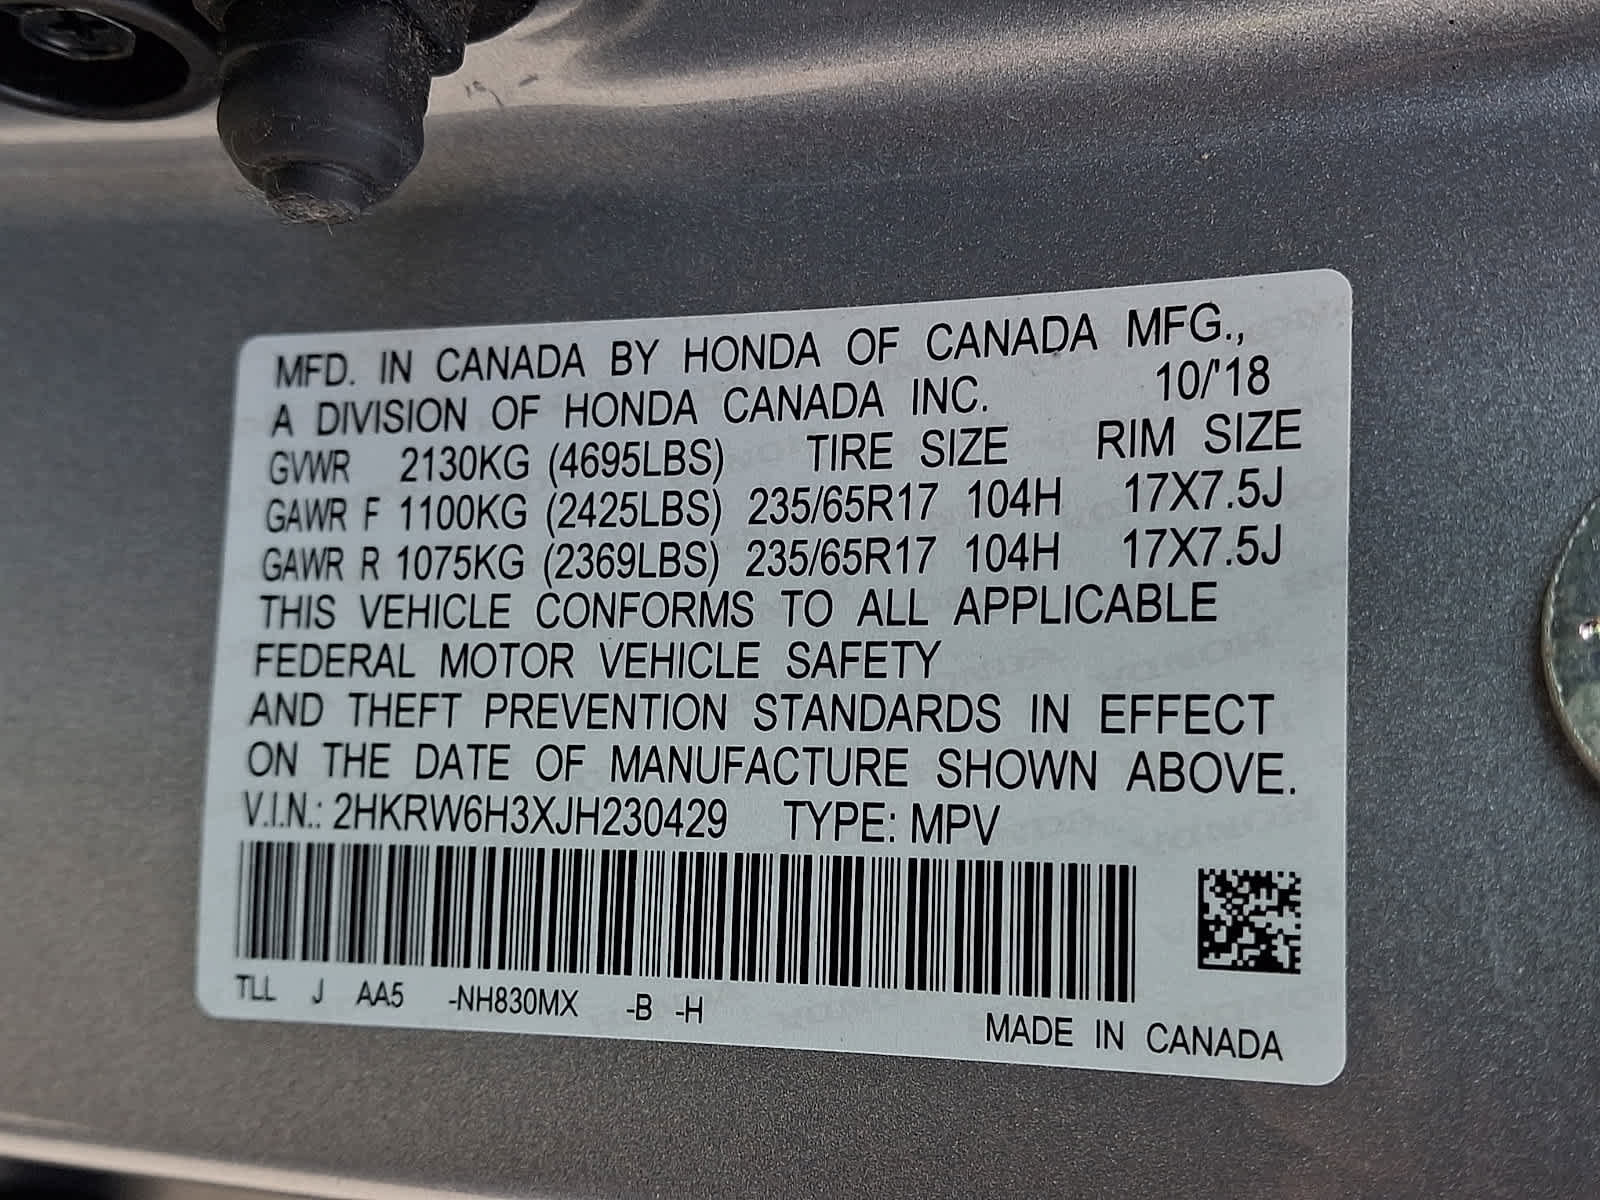 MFD. IN CANADA BY HONDA OF CANADA MFG.,
A DIVISION OF HONDA CANADA INC. 10/'18
GVWR 2130KG (4695LBS) TIRE SIZE RIM SIZE
GAWR F 1100KG (2425LBS) 235/65R17 104H 17X7.5J
GAWR R 1075KG (2369LBS) 235/65R17 104H 17X7.5J
THIS VEHICLE CONFORMS TO ALL APPLICABLE
FEDERAL MOTOR VEHICLE SAFETY
AND THEFT PREVENTION STANDARDS IN EFFECT
ON THE DATE OF MANUFACTURE SHOWN ABOVE.
V.I.N.: 2HKRW6H3XJH230429 TYPE: MPV
TLL J AA5 -NH830MX -B -H
MADE IN CANADA